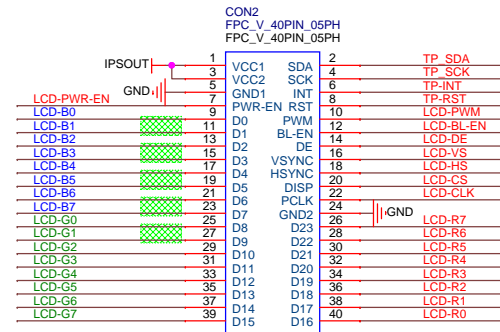 CON2
FPC_V_40PIN_05PH
FPC_V_40PIN_05PH
IPSOUT 1 VCC1 SDA 2 TP_SDA
3 VCC2 SCK 4 TP_SCK
GND 5 GND1 INT 6 TP-INT
LCD-PWR-EN 7 PWR-EN RST 8 TP-RST
LCD-B0 9 D0 PWM 10 LCD-PWM
LCD-B1 11 D1 BL-EN 12 LCD-BL-EN
LCD-B2 13 D2 DE 14 LCD-DE
LCD-B3 15 D3 VSYNC 16 LCD-VS
LCD-B4 17 D4 HSYNC 18 LCD-HS
LCD-B5 19 D5 DISP 20 LCD-CS
LCD-B6 21 D6 PCLK 22 LCD-CLK
LCD-B7 23 D7 GND2 24 GND
LCD-G0 25 D8 D23 26 LCD-R7
LCD-G1 27 D9 D22 28 LCD-R6
LCD-G2 29 D10 D21 30 LCD-R5
LCD-G3 31 D11 D20 32 LCD-R4
LCD-G4 33 D12 D19 34 LCD-R3
LCD-G5 35 D13 D18 36 LCD-R2
LCD-G6 37 D14 D17 38 LCD-R1
LCD-G7 39 D15 D16 40 LCD-R0